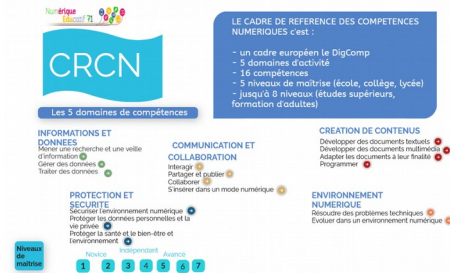 Numérique
Éducatif 71
CRCN
Les 5 domaines de compétences
LE CADRE DE REFERENCE DES COMPETENCES
NUMERIQUES c'est :
- un cadre européen le DigComp
- 5 domaines d'activité
- 16 compétences
- 5 niveaux de maîtrise (école, collège, lycée)
- jusqu'à 8 niveaux (études supérieurs,
formation d'adultes)
INFORMATIONS ET
DONNEES
Mener une recherche et une veille
d'information
Gérer des données
Traiter des données
COMMUNICATION ET
COLLABORATION
Interagir
Partager et publier
Collaborer
S'insérer dans un mode numérique
CREATION DE CONTENUS
Développer des documents textuels
Développer des documents multimédia
Adapter les documents à leur finalité
Programmer
PROTECTION ET
SECURITE
Sécuriser l'environnement numérique
Protéger les données personnelles et la
vie privée
Protéger la santé et le bien-être et
l'environnement
ENVIRONNEMENT
NUMERIQUE
Résoudre des problèmes techniques
Evoluer dans un environnement numérique
Niveaux
de
maîtrise
Novice Indépendant Avancé
1 2 3 4 5 6 7